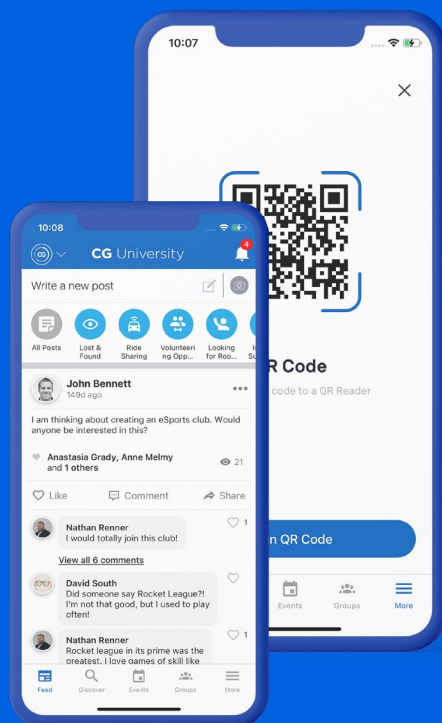 10:07
R Code
code to a QR Reader
n QR Code
Events
Groups
More
10:08
CG
CG University
4
Write a new post
All Posts
Lost &
Found
Ride
Sharing
Volunteeri
ng Opp...
Looking
for Roo...
John Bennett
149d ago
I am thinking about creating an eSports club. Would
anyone be interested in this?
Anastasia Grady, Anne Melmy
and 1 others
21
Like
Comment
Share
Nathan Renner
I would totally join this club!
1
View all 6 comments
David South
Did someone say Rocket League?!
I'm not that good, but I used to play
often!
Nathan Renner
1
Rocket league in its prime was the
greatest. I love games of skill like
Feed
Discover
Events
Groups
More